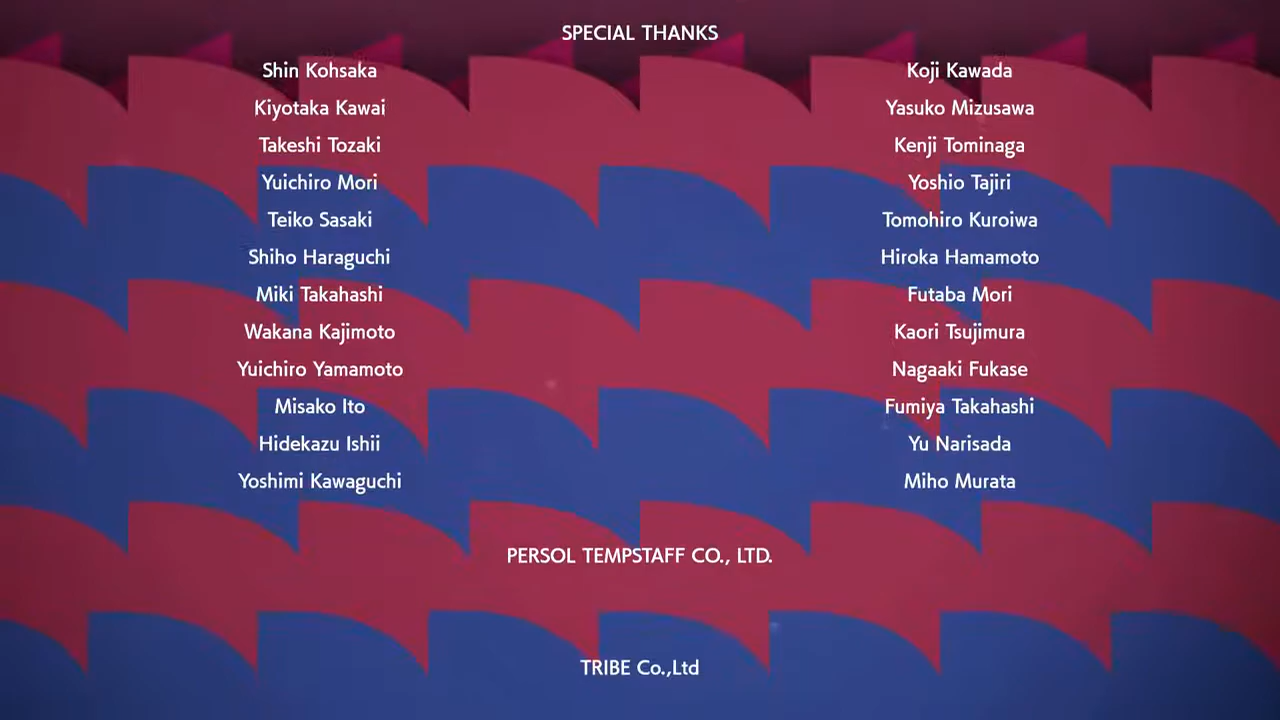 SPECIAL THANKS
Shin Kohsaka
Koji Kawada
Kiyotaka Kawai
Yasuko Mizusawa
Takeshi Tozaki
Kenji Tominaga
Yuichiro Mori
Yoshio Tajiri
Teiko Sasaki
Tomohiro Kuroiwa
Shiho Haraguchi
Hiroka Hamamoto
Miki Takahashi
Futaba Mori
Wakana Kajimoto
Kaori Tsujimura
Yuichiro Yamamoto
Nagaaki Fukase
Misako Ito
Fumiya Takahashi
Hidekazu Ishii
Yu Narisada
Yoshimi Kawaguchi
Miho Murata
PERSOL TEMPSTAFF CO., LTD.
TRIBE Co.,Ltd